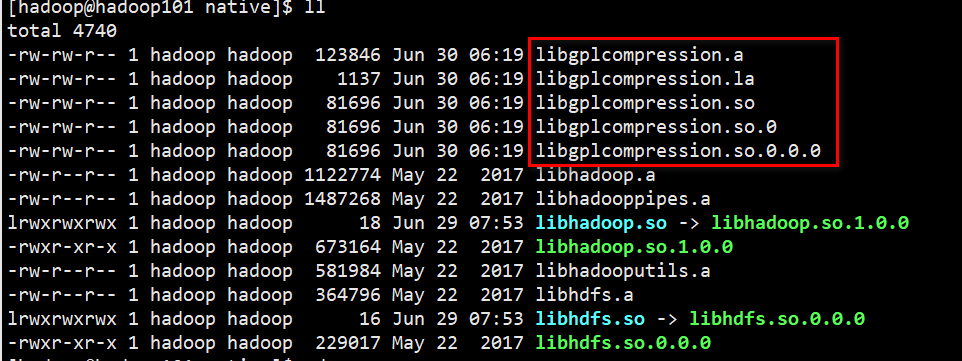 [hadoop@hadoop101 native]$ ll
total 4740
-rw-rw-r-- 1 hadoop hadoop  123846 Jun 30 06:19 libgplcompression.a
-rw-rw-r-- 1 hadoop hadoop    1137 Jun 30 06:19 libgplcompression.la
-rw-rw-r-- 1 hadoop hadoop   81696 Jun 30 06:19 libgplcompression.so
-rw-rw-r-- 1 hadoop hadoop   81696 Jun 30 06:19 libgplcompression.so.0
-rw-rw-r-- 1 hadoop hadoop   81696 Jun 30 06:19 libgplcompression.so.0.0.0
-rw-r--r-- 1 hadoop hadoop 1122774 May 22  2017 libhadoop.a
-rw-r--r-- 1 hadoop hadoop 1487268 May 22  2017 libhadooppipes.a
lrwxrwxrwx 1 hadoop hadoop      18 Jun 29 07:53 libhadoop.so -> libhadoop.so.1.0.0
-rwxr-xr-x 1 hadoop hadoop  673164 May 22  2017 libhadoop.so.1.0.0
-rw-r--r-- 1 hadoop hadoop  581984 May 22  2017 libhadooputils.a
-rw-r--r-- 1 hadoop hadoop  364796 May 22  2017 libhdfs.a
lrwxrwxrwx 1 hadoop hadoop      16 Jun 29 07:53 libhdfs.so -> libhdfs.so.0.0.0
-rwxr-xr-x 1 hadoop hadoop  229017 May 22  2017 libhdfs.so.0.0.0